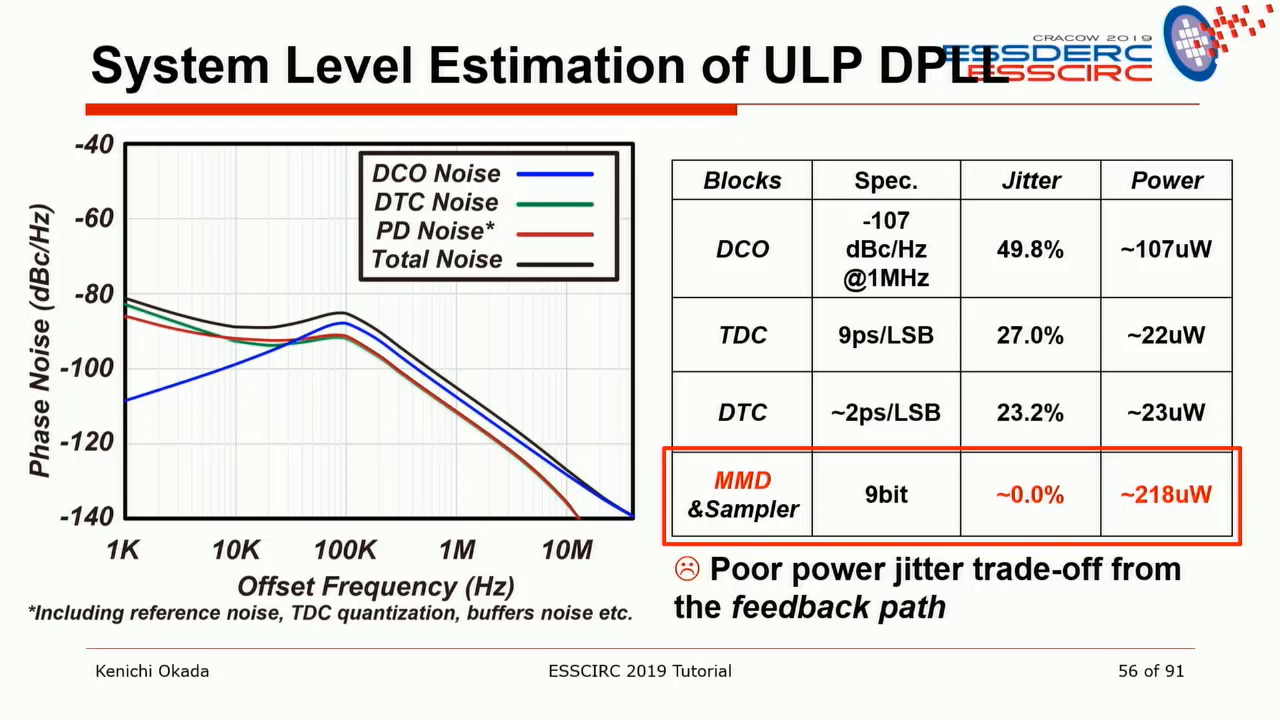 System Level Estimation of ULP DPLL
CRACOW 2019
ESSDERC
ESSCIRC
-40
-60
-80
-100
-120
-140
Phase Noise (dBc/Hz)
DCO Noise
DTC Noise
PD Noise*
Total Noise
1K 10K 100K 1M 10M
Offset Frequency (Hz)
*Including reference noise, TDC quantization, buffers noise etc.
Blocks Spec. Jitter Power
DCO -107 dBc/Hz @1MHz 49.8% ~107uW
TDC 9ps/LSB 27.0% ~22uW
DTC ~2ps/LSB 23.2% ~23uW
MMD &Sampler 9bit ~0.0% ~218uW
☹ Poor power jitter trade-off from
the feedback path
Kenichi Okada ESSCIRC 2019 Tutorial 56 of 91